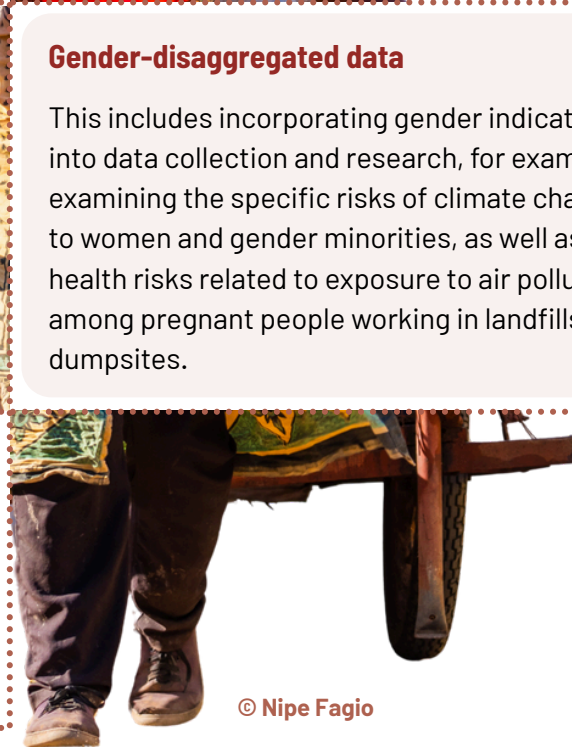 Gender-disaggregated data
This includes incorporating gender indicat
into data collection and research, for exam
examining the specific risks of climate cha
to women and gender minorities, as well as
health risks related to exposure to air pollu
among pregnant people working in landfills
dumpsites.
© Nipe Fagio